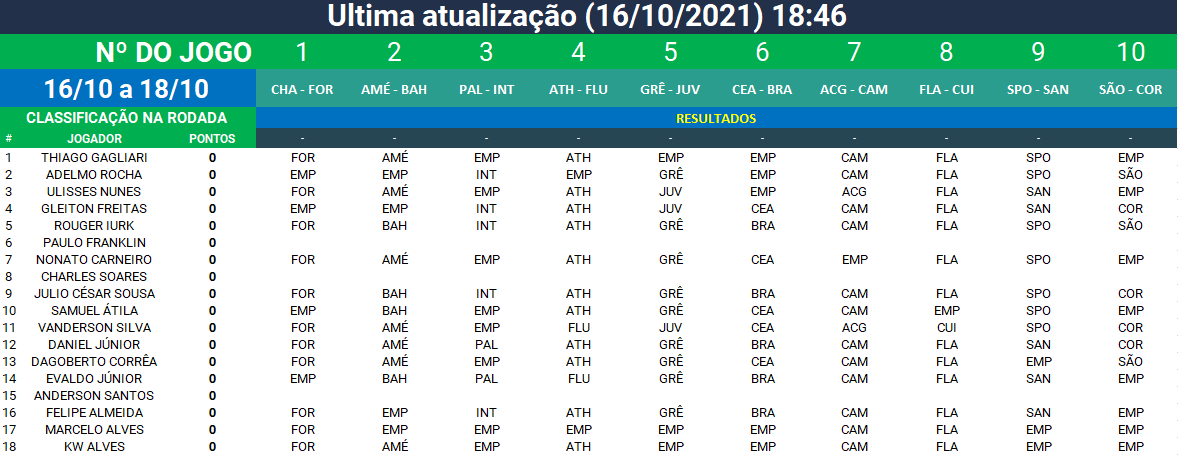 Ultima atualização (16/10/2021) 18:46
Nº DO JOGO 1 2 3 4 5 6 7 8 9 10
16/10 a 18/10 CHA - FOR AMÉ - BAH PAL - INT ATH - FLU GRÊ - JUV CEA - BRA ACG - CAM FLA - CUI SPO - SAN SÃO - COR
CLASSIFICAÇÃO NA RODADA RESULTADOS
# JOGADOR PONTOS - - - - - - - - - -
1 THIAGO GAGLIARI 0 FOR AMÉ EMP ATH EMP EMP CAM FLA SPO EMP
2 ADELMO ROCHA 0 EMP EMP INT EMP GRÊ EMP CAM FLA SPO SÃO
3 ULISSES NUNES 0 FOR AMÉ EMP ATH JUV EMP ACG FLA SAN EMP
4 GLEITON FREITAS 0 EMP EMP INT ATH JUV CEA CAM FLA SAN COR
5 ROUGER IURK 0 FOR BAH INT ATH GRÊ BRA CAM FLA SPO SÃO
6 PAULO FRANKLIN 0
7 NONATO CARNEIRO 0 FOR AMÉ EMP ATH GRÊ CEA EMP FLA SPO EMP
8 CHARLES SOARES 0
9 JULIO CÉSAR SOUSA 0 FOR BAH INT ATH GRÊ BRA CAM FLA SPO COR
10 SAMUEL ÁTILA 0 EMP BAH EMP ATH GRÊ CEA CAM EMP SPO EMP
11 VANDERSON SILVA 0 FOR AMÉ EMP FLU JUV CEA ACG CUI SPO COR
12 DANIEL JÚNIOR 0 FOR AMÉ PAL ATH GRÊ BRA CAM FLA SAN COR
13 DAGOBERTO CORRÊA 0 FOR AMÉ EMP ATH GRÊ CEA CAM FLA EMP SÃO
14 EVALDO JÚNIOR 0 EMP BAH PAL FLU GRÊ BRA CAM FLA SAN EMP
15 ANDERSON SANTOS 0
16 FELIPE ALMEIDA 0 FOR EMP INT ATH GRÊ BRA CAM FLA SAN EMP
17 MARCELO ALVES 0 FOR EMP EMP EMP EMP EMP CAM FLA EMP EMP
18 KW ALVES 0 FOR AMÉ EMP ATH EMP EMP CAM FLA EMP EMP